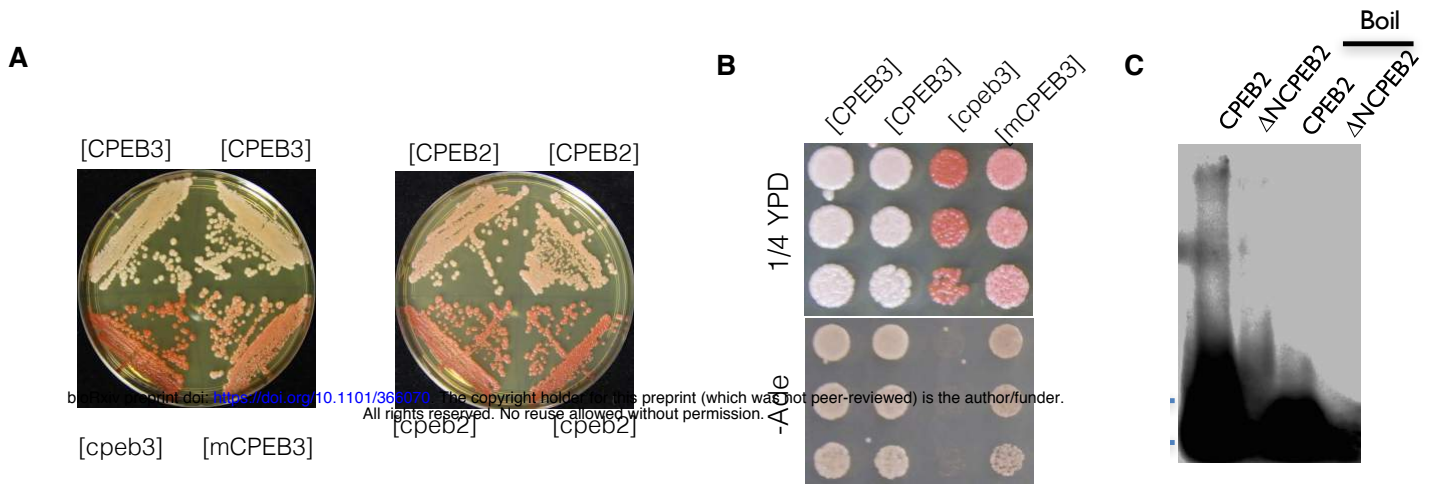 A
[CPEB3] [CPEB3]
[cpeb3] [mCPEB3]
[CPEB2] [CPEB2]
[cpeb2] [cpeb2]
B
[CPEB3] [CPEB3] [cpeb3] [mCPEB3]
1/4 YPD
-Ade
C
Boil
CPEB2 ΔNCPEB2 CPEB2 ΔNCPEB2
bioRxiv preprint doi: https://doi.org/10.1101/366070. The copyright holder for this preprint (which was not peer-reviewed) is the author/funder.
All rights reserved. No reuse allowed without permission.